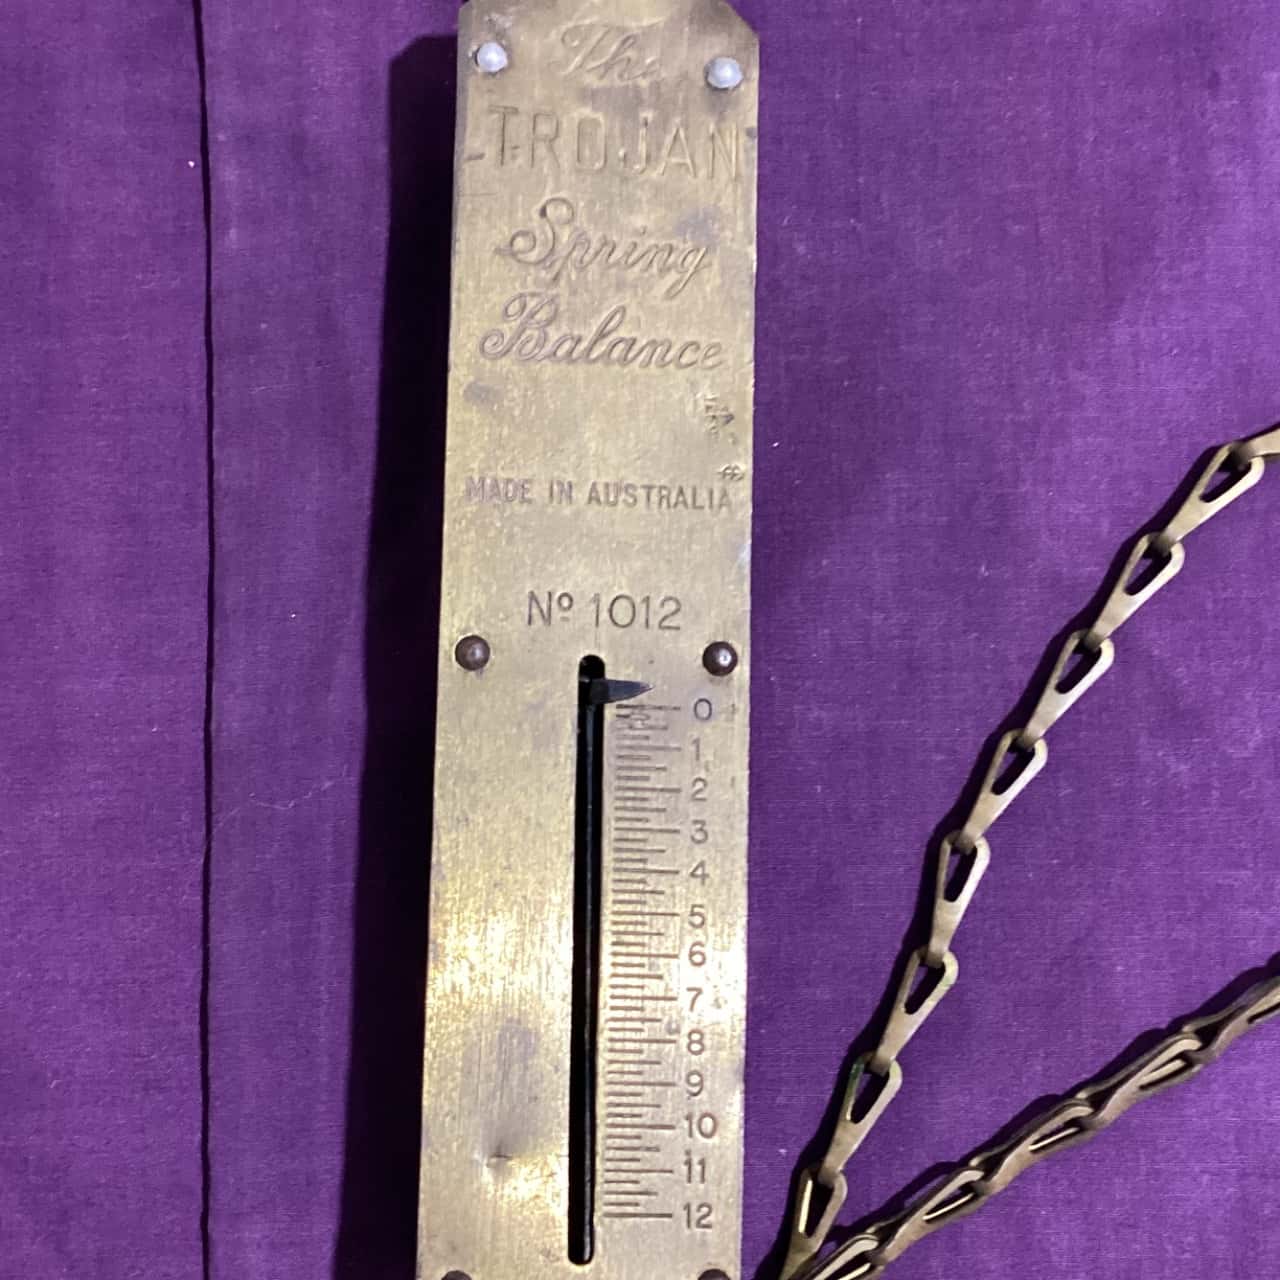 The
TROJAN
Spring
Balance
MADE IN AUSTRALIA
Nº 1012
0
1
2
3
4
5
6
7
8
9
10
11
12